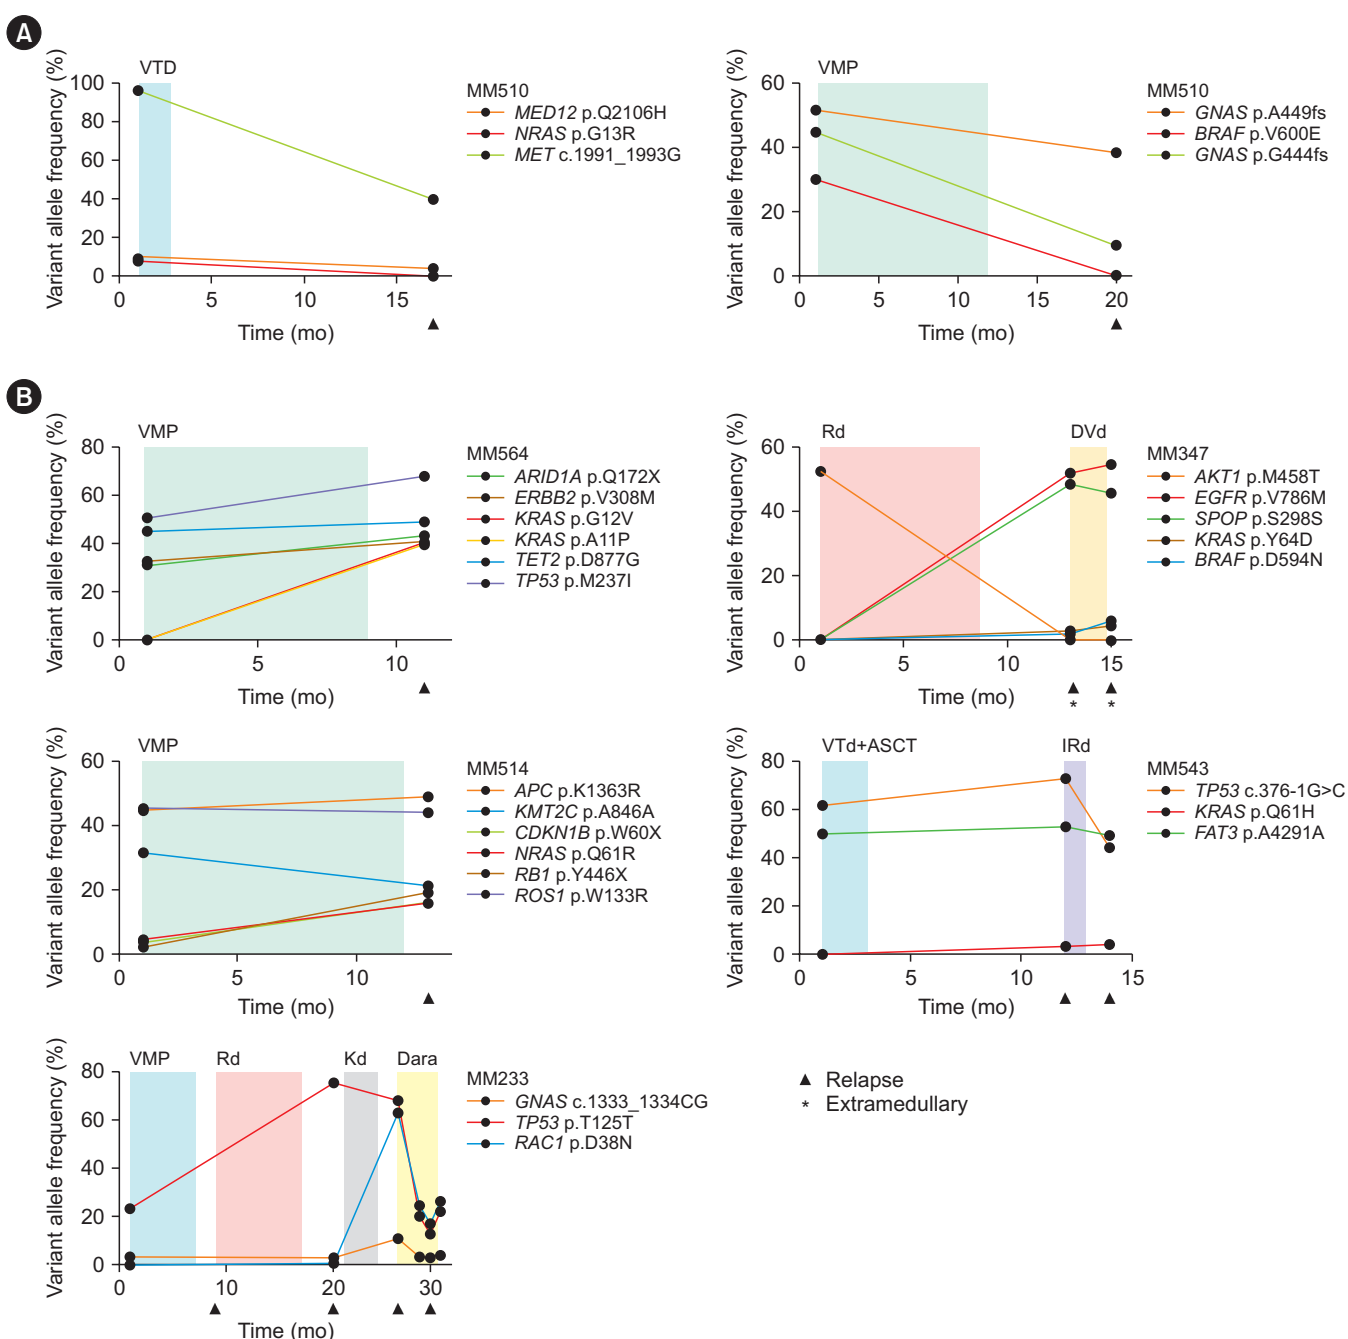 A
Variant allele frequency (%)
VTD
100
80
60
40
20
0
0 5 10 15
Time (mo)
▲
MM510
MED12 p.Q2106H
NRAS p.G13R
MET c.1991_1993G
Variant allele frequency (%)
VMP
60
40
20
0
0 5 10 15 20
Time (mo)
▲
MM510
GNAS p.A449fs
BRAF p.V600E
GNAS p.G444fs
B
Variant allele frequency (%)
VMP
80
60
40
20
0
0 5 10
Time (mo)
▲
MM564
ARID1A p.Q172X
ERBB2 p.V308M
KRAS p.G12V
KRAS p.A11P
TET2 p.D877G
TP53 p.M237I
Variant allele frequency (%)
Rd DVd
60
40
20
0
0 5 10 15
Time (mo)
▲ ▲
* *
MM347
AKT1 p.M458T
EGFR p.V786M
SPOP p.S298S
KRAS p.Y64D
BRAF p.D594N
Variant allele frequency (%)
VMP
60
40
20
0
0 5 10
Time (mo)
▲
MM514
APC p.K1363R
KMT2C p.A846A
CDKN1B p.W60X
NRAS p.Q61R
RB1 p.Y446X
ROS1 p.W133R
Variant allele frequency (%)
VTd+ASCT IRd
80
60
40
20
0
0 5 10 15
Time (mo)
▲ ▲
MM543
TP53 c.376-1G>C
KRAS p.Q61H
FAT3 p.A4291A
Variant allele frequency (%)
VMP Rd Kd Dara
80
60
40
20
0
0 10 20 30
▲ ▲ ▲ ▲
Time (mo)
MM233
GNAS c.1333_1334CG
TP53 p.T125T
RAC1 p.D38N
▲ Relapse
* Extramedullary